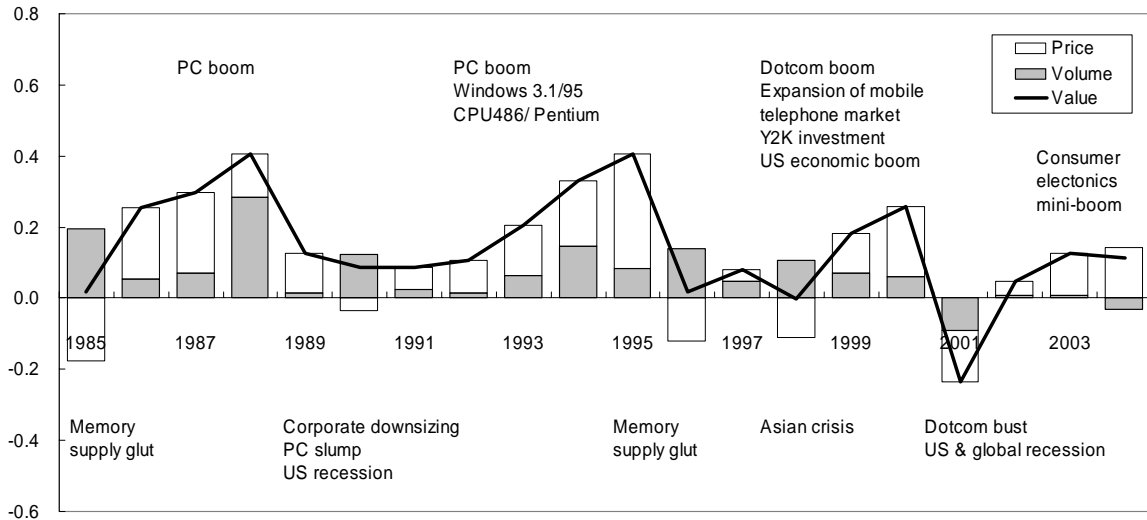 0.8
0.6
0.4
0.2
0.0
-0.2
-0.4
-0.6
Price
Volume
Value
PC boom
PC boom
Windows 3.1/95
CPU486/ Pentium
Dotcom boom
Expansion of mobile
telephone market
Y2K investment
US economic boom
Consumer
electonics
mini-boom
1985
1987
1989
1991
1993
1995
1997
1999
2001
2003
Memory
supply glut
Corporate downsizing
PC slump
US recession
Memory
supply glut
Asian crisis
Dotcom bust
US & global recession